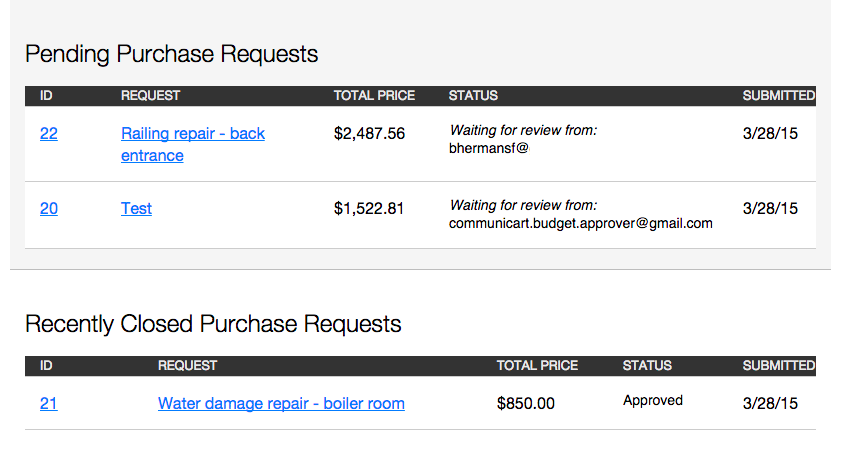 Pending Purchase Requests
ID REQUEST TOTAL PRICE STATUS SUBMITTED
22 Railing repair - back $2,487.56 Waiting for review from: 3/28/15
entrance bhermansf@
20 Test $1,522.81 Waiting for review from: 3/28/15
communicart.budget.approver@gmail.com
Recently Closed Purchase Requests
ID REQUEST TOTAL PRICE STATUS SUBMITTED
21 Water damage repair - boiler room $850.00 Approved 3/28/15